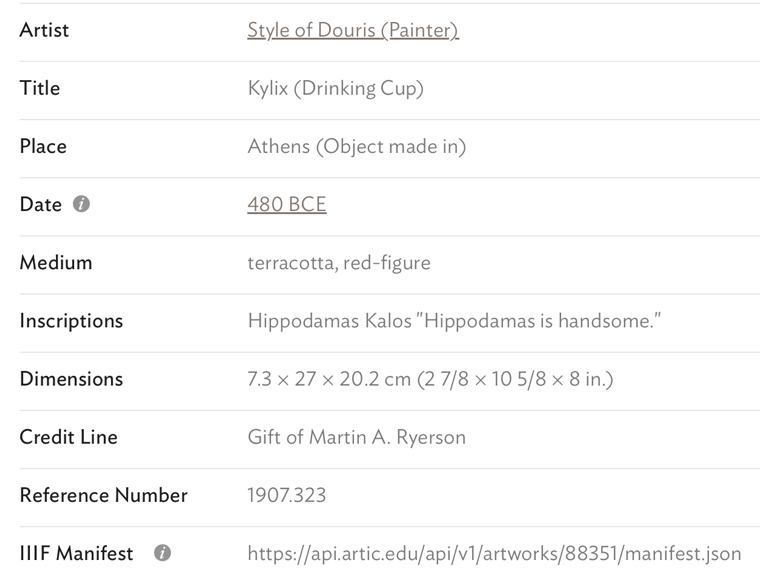 Artist Style of Douris (Painter)
Title Kylix (Drinking Cup)
Place Athens (Object made in)
Date i 480 BCE
Medium terracotta, red-figure
Inscriptions Hippodamas Kalos "Hippodamas is handsome."
Dimensions 7.3 × 27 × 20.2 cm (2 7/8 × 10 5/8 × 8 in.)
Credit Line Gift of Martin A. Ryerson
Reference Number 1907.323
IIIF Manifest i https://api.artic.edu/api/v1/artworks/88351/manifest.json